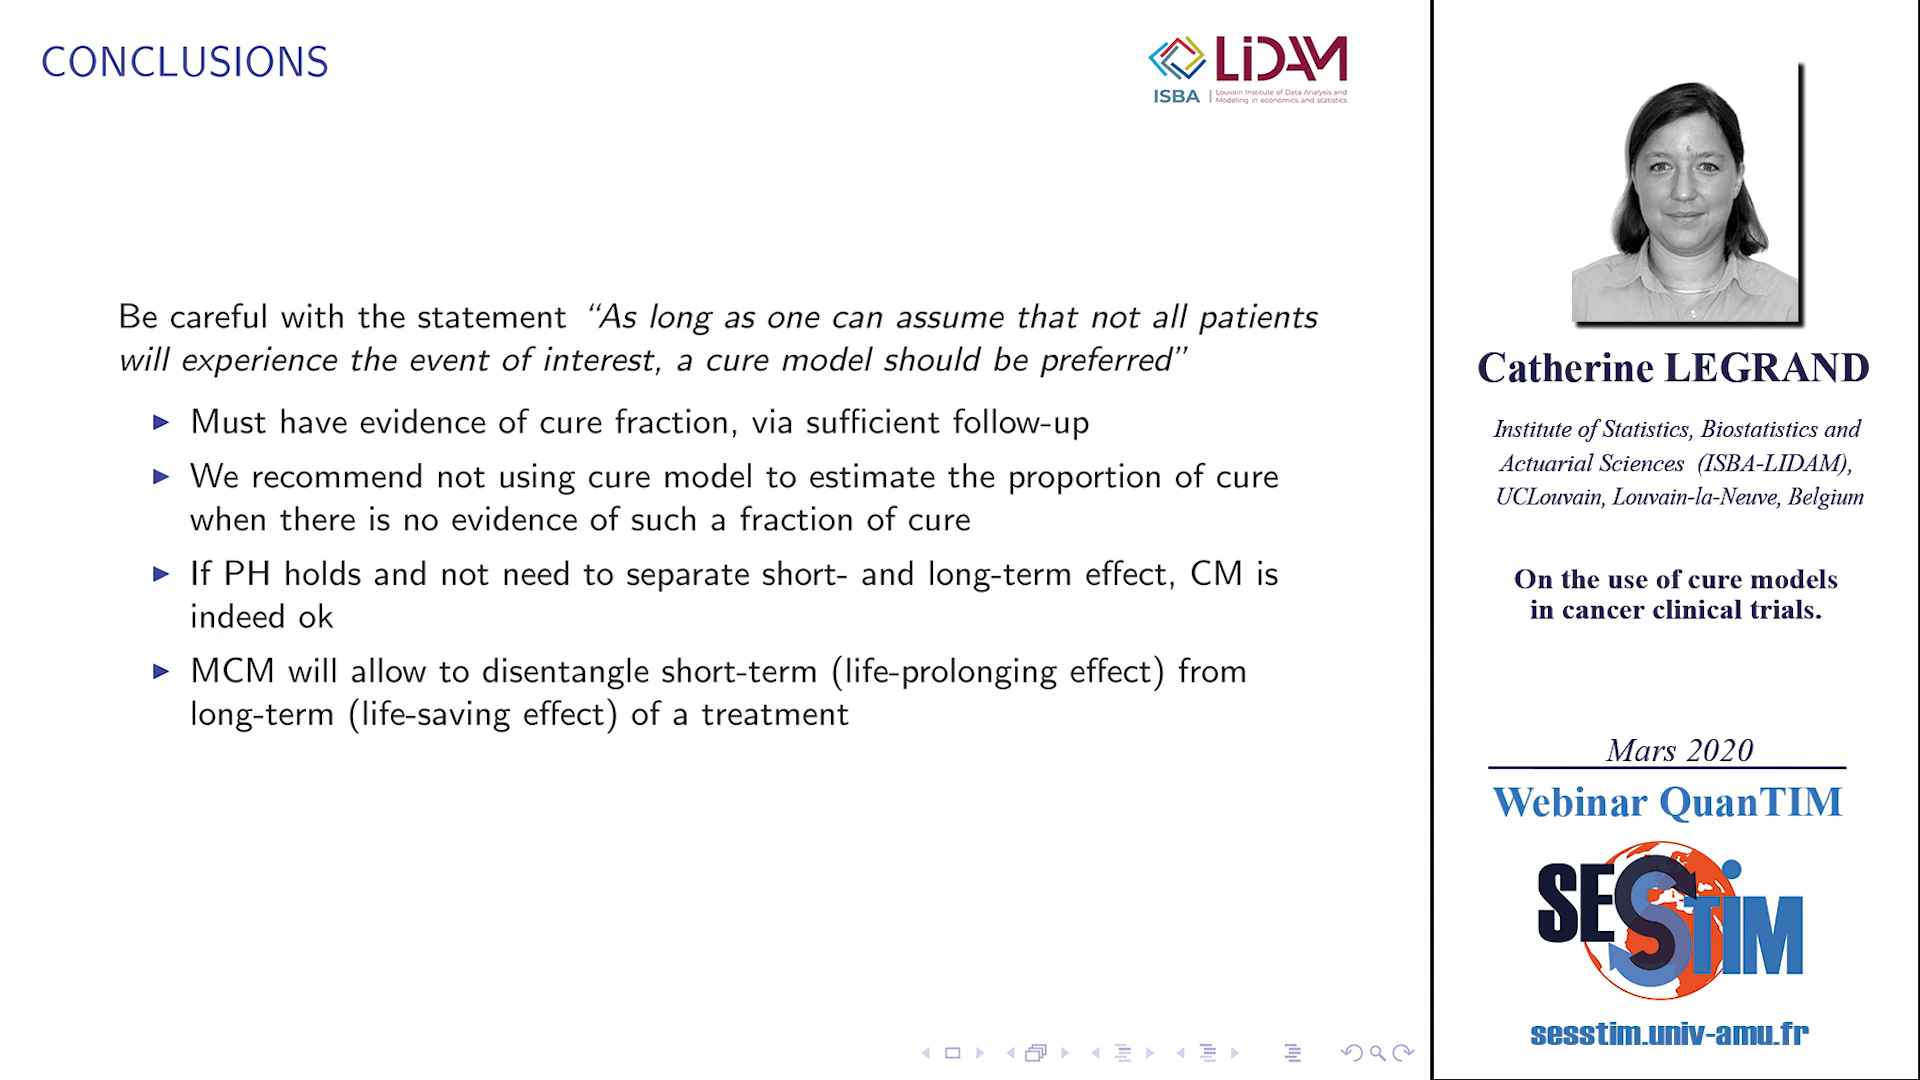 CONCLUSIONS
LiDAM
ISBA
Louvain Institute of Data Analysis and
Modeling in economics and statistics
Be careful with the statement “As long as one can assume that not all patients
will experience the event of interest, a cure model should be preferred”
Must have evidence of cure fraction, via sufficient follow-up
We recommend not using cure model to estimate the proportion of cure
when there is no evidence of such a fraction of cure
If PH holds and not need to separate short- and long-term effect, CM is
indeed ok
MCM will allow to disentangle short-term (life-prolonging effect) from
long-term (life-saving effect) of a treatment
Catherine LEGRAND
Institute of Statistics, Biostatistics and
Actuarial Sciences (ISBA-LIDAM),
UCLouvain, Louvain-la-Neuve, Belgium
On the use of cure models
in cancer clinical trials.
Mars 2020
Webinar QuanTIM
SESSTIM
sesstim.univ-amu.fr